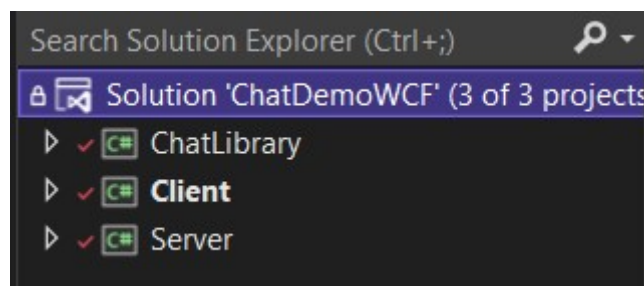 Search Solution Explorer (Ctrl+;)
Solution 'ChatDemoWCF' (3 of 3 projects
C# ChatLibrary
C# Client
C# Server